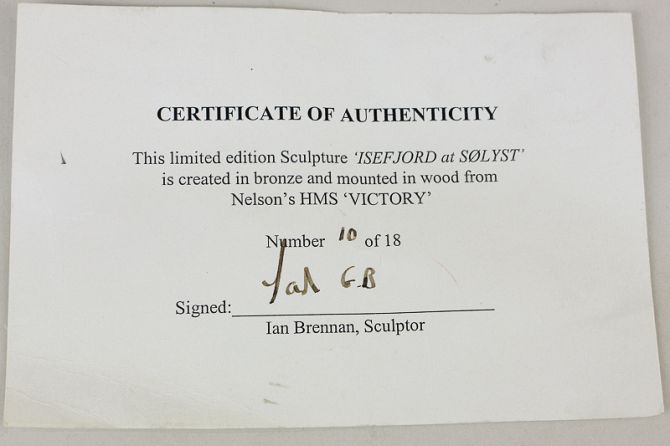 CERTIFICATE OF AUTHENTICITY
This limited edition Sculpture ‘ISEFJORD at SØLYST’
is created in bronze and mounted in wood from
Nelson’s HMS ‘VICTORY’
Number 10 of 18
Ian G.B
Signed:
Ian Brennan, Sculptor